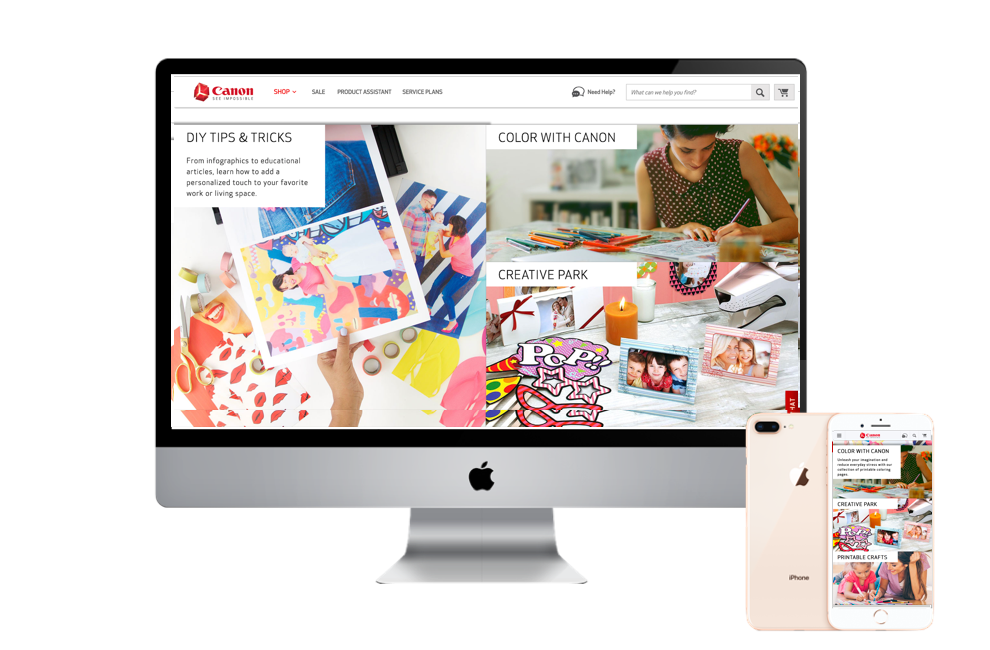 Canon
SEE IMPOSSIBLE
SHOP
SALE
PRODUCT ASSISTANT
SERVICE PLANS
Need Help?
What can we help you find?
DIY TIPS & TRICKS
From infographics to educational
articles, learn how to add a
personalized touch to your favorite
work or living space.
COLOR WITH CANON
CREATIVE PARK
POP!
HAT
iPhone
Canon
COLOR WITH CANON
Unleash your imagination and
reduce everyday stress with our
collection of printable coloring
pages.
CREATIVE PARK
POP
PRINTABLE CRAFTS